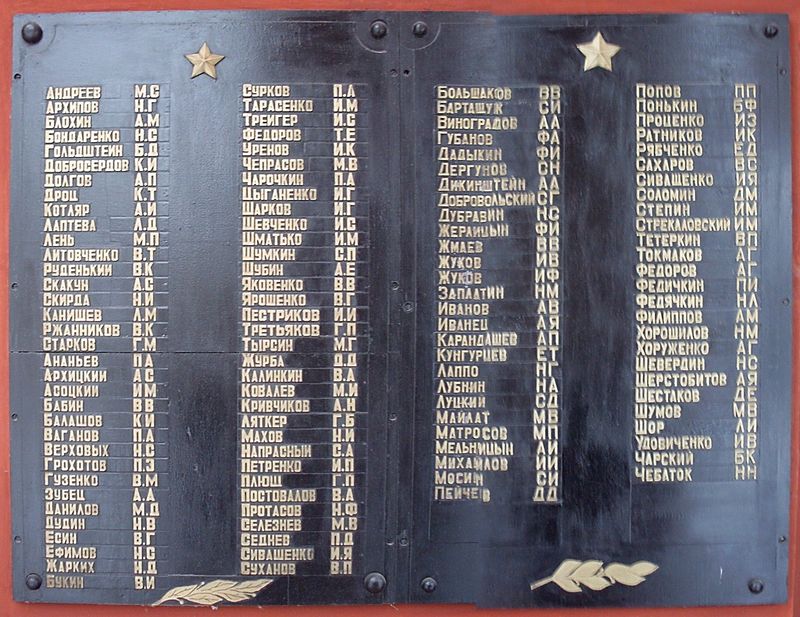 Андреев М.С
Архипов Н.Г
Блохин А.М
Бондаренко Н.С
Гольдштейн Б.Д
Добросердов К.И
Долгов А.П
Дроц К.Т
Котляр А.И
Лаптева Л.Д
Лень М.П
Литовченко В.Т
Руденький В.К
Скакун А.С
Скирда Н.И
Канищев Л.М
Ржанников В.К
Старков Г.М
Ананьев П А
Архицкий А С
Асоцкий И М
Бабин В В
Балашов К И
Ваганов П.А
Верховых Н.С
Грохотов П.З
Гузенко В.М
Зубец А.А
Данилов М.Д
Дудин Н.В
Есин В.Г
Ефимов Н.С
Жарких Н.Д
Букин В.И
Сурков П.Л
Тарасенко И.М
Трейгер И.С
Федоров Т.Е
Уренов И.К
Чепрасов М.В
Чарочкин П.А
Цыганенко И.Г
Шарков И.Г
Шевченко И.С
Шматько И.М
Шумкин С.П
Шубин А.Е
Яковенко В.В
Ярошенко В.Г
Пестриков И.И
Третьяков Г.П
Тырсин М.Г
Журба Д.Д
Калинкин В.А
Ковалев М.И
Кривчиков А.Н
Ляткер Г.Б
Махов Н.И
Напрасный С.А
Петренко И.П
Плющ Г.П
Постовалов В.А
Протасов Н.Ф
Селезнев М.В
Седнев П.Д
Сиващенко И.Я
Суханов В.П
Большаков ВВ
Бартащук СИ
Виноградов АА
Губанов ФА
Дадыкин ФИ
Дергунов СН
Дижинштейн АА
Добровольский СГ
Дубравин НС
Жерлицын ФИ
Жмаев ВВ
Жуков ИВ
Жуков ИФ
Заплатин НМ
Иванов АВ
Иванец АЯ
Карандашев АП
Кунгурцев ЕТ
Лаппо НГ
Лубнин НА
Луцкий СД
Майлат МВ
Матросов МП
Мельницын ЛИ
Михайлов ИИ
Мосин СИ
Пейчев ДД
Попов ПП
Понькин БФ
Проценко ИЗ
Ратников ИК
Рябченко ЕД
Сахаров ВС
Сиващенко ИЯ
Соломин ДМ
Степин ИМ
Стрекаловский ИМ
Тетеркин ВП
Токмаков АГ
Федоров АГ
Федичкин ПИ
Федячкин НЛ
Филиппов АМ
Хорошилов НМ
Хоруженко АГ
Шевердин НС
Шерстобитов АЯ
Шестаков ДЕ
Шумов МВ
Шор ЛИ
Удовиченко ИВ
Чарский БК
Чебаток НН